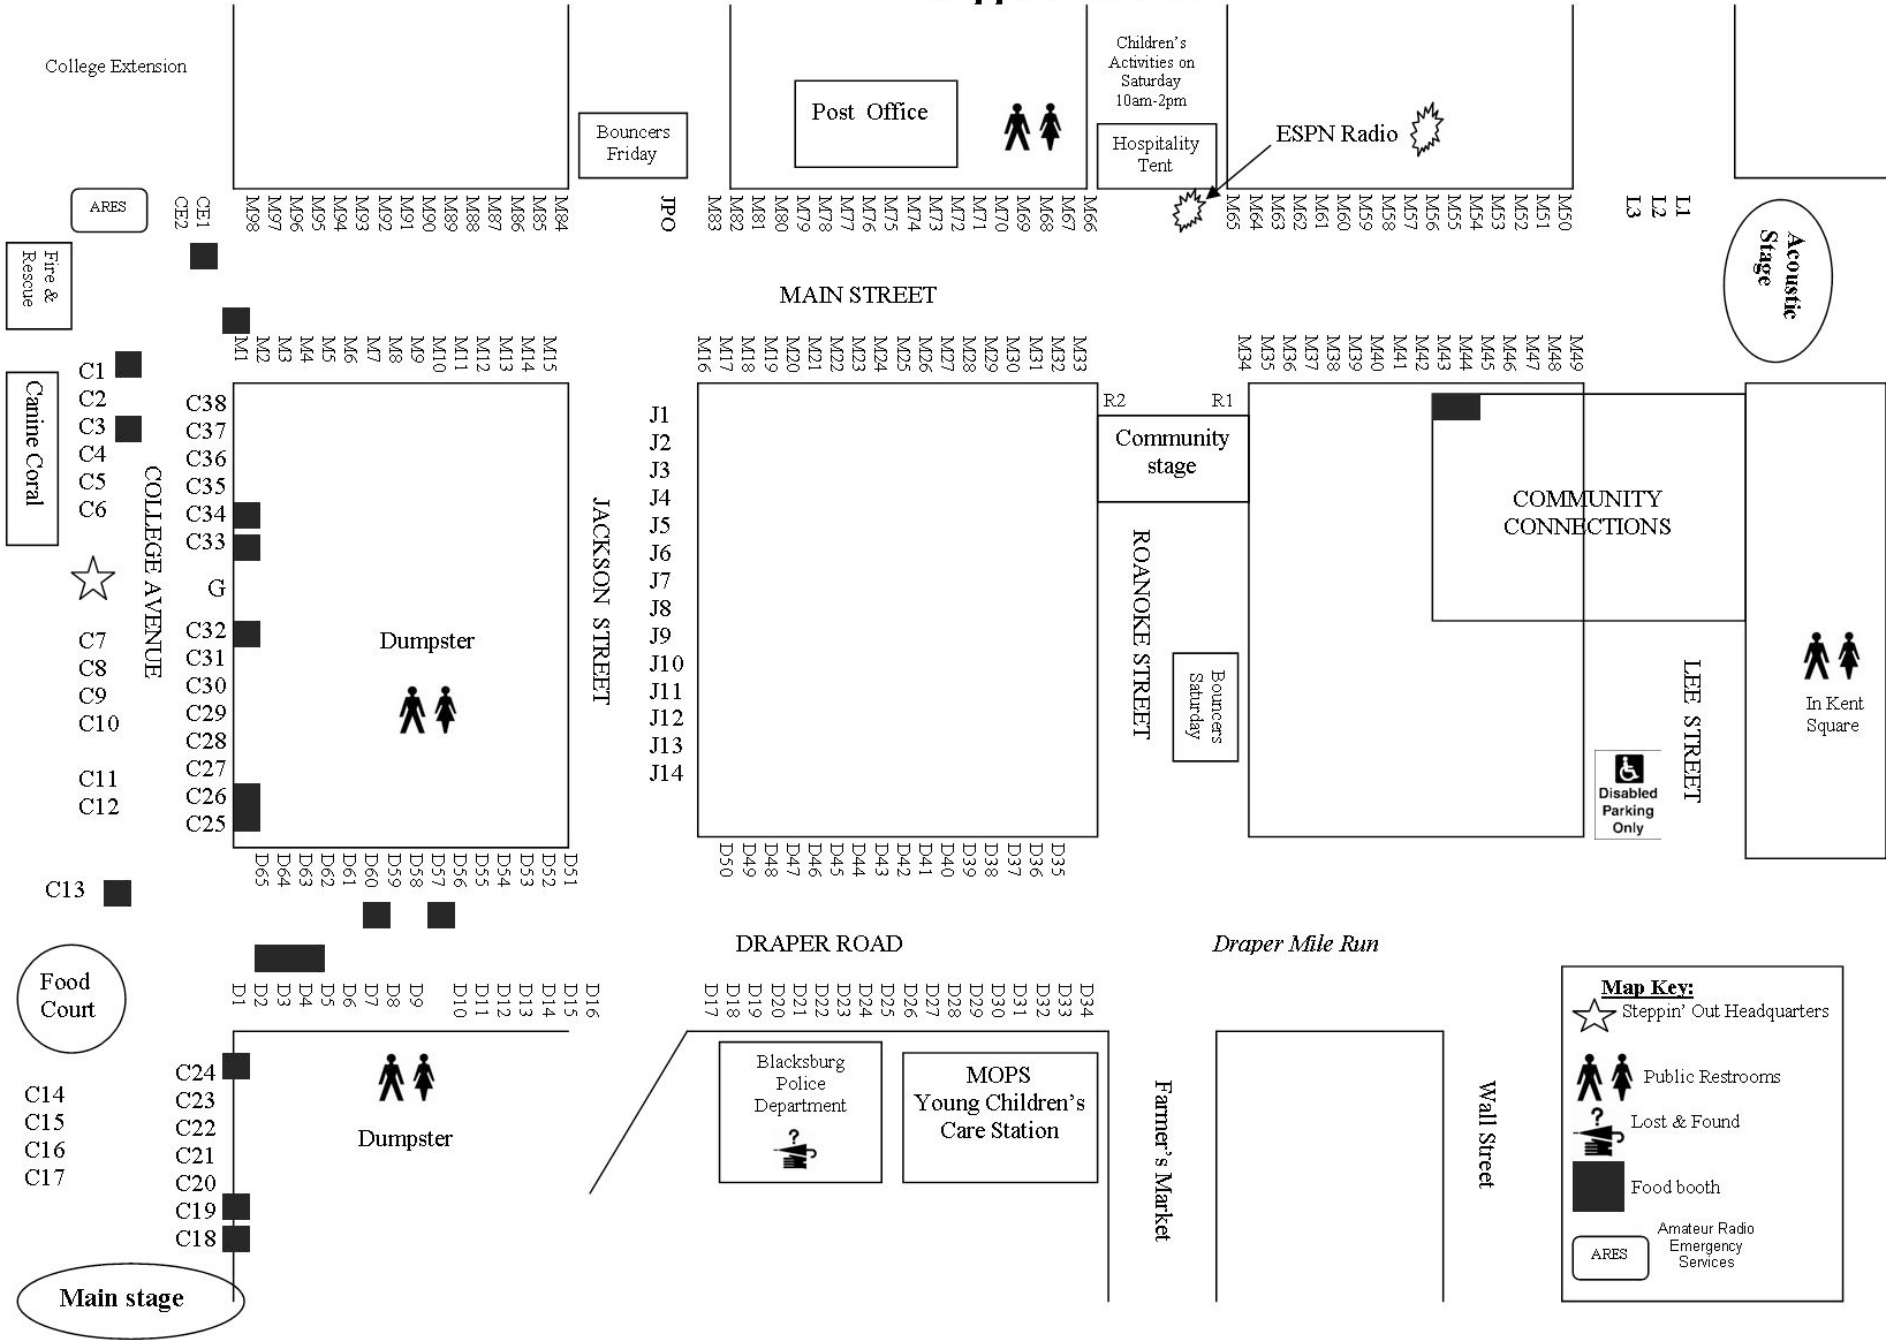 College Extension
Bouncers
Friday
Post Office
Children's
Activities on
Saturday
10am-2pm
Hospitality
Tent
ESPN Radio
ARES
CE2
CE1
M98
M97
M96
M95
M94
M93
M92
M91
M90
M89
M88
M87
M86
M85
M84
JPO
M83
M82
M81
M80
M79
M78
M77
M76
M75
M74
M73
M72
M71
M70
M69
M68
M67
M66
M65
M64
M63
M62
M61
M60
M59
M58
M57
M56
M55
M54
M53
M52
M51
M50
L3
L2
L1
Acoustic
Stage
Fire &
Rescue
MAIN STREET
M1
M2
M3
M4
M5
M6
M7
M8
M9
M10
M11
M12
M13
M14
M15
M16
M17
M18
M19
M20
M21
M22
M23
M24
M25
M26
M27
M28
M29
M30
M31
M32
M33
M34
M35
M36
M37
M38
M39
M40
M41
M42
M43
M44
M45
M46
M47
M48
M49
Canine Coral
C1
C2
C3
C4
C5
C6
C7
C8
C9
C10
C11
C12
C13
COLLEGE AVENUE
C38
C37
C36
C35
C34
C33
G
C32
C31
C30
C29
C28
C27
C26
C25
Dumpster
JACKSON STREET
J1
J2
J3
J4
J5
J6
J7
J8
J9
J10
J11
J12
J13
J14
R2
R1
Community
stage
ROANOKE STREET
Bouncers
Saturday
COMMUNITY
CONNECTIONS
LEE STREET
Disabled
Parking
Only
In Kent
Square
D65
D64
D63
D62
D61
D60
D59
D58
D57
D56
D55
D54
D53
D52
D51
D50
D49
D48
D47
D46
D45
D44
D43
D42
D41
D40
D39
D38
D37
D36
D35
DRAPER ROAD
Draper Mile Run
Food
Court
D1
D2
D3
D4
D5
D6
D7
D8
D9
D10
D11
D12
D13
D14
D15
D16
D17
D18
D19
D20
D21
D22
D23
D24
D25
D26
D27
D28
D29
D30
D31
D32
D33
D34
C14
C15
C16
C17
C24
C23
C22
C21
C20
C19
C18
Dumpster
Blacksburg
Police
Department
?
MOPS
Young Children's
Care Station
Farmer's Market
Wall Street
Main stage
Map Key:
Steppin' Out Headquarters
Public Restrooms
?
Lost & Found
Food booth
ARES
Amateur Radio
Emergency
Services